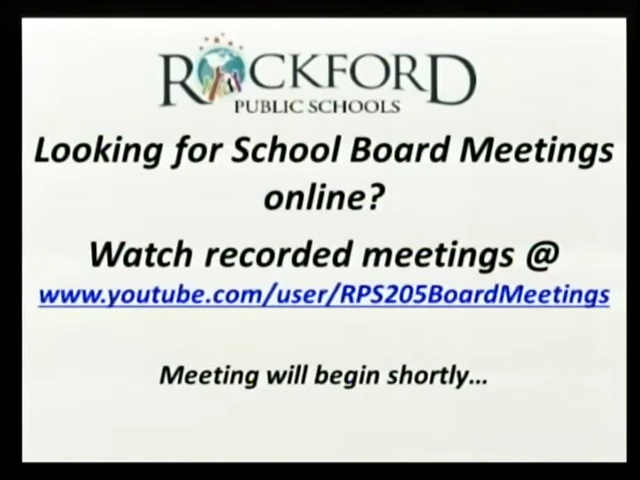 ROCKFORD
PUBLIC SCHOOLS
Looking for School Board Meetings
online?
Watch recorded meetings @
www.youtube.com/user/RPS205BoardMeetings
Meeting will begin shortly...